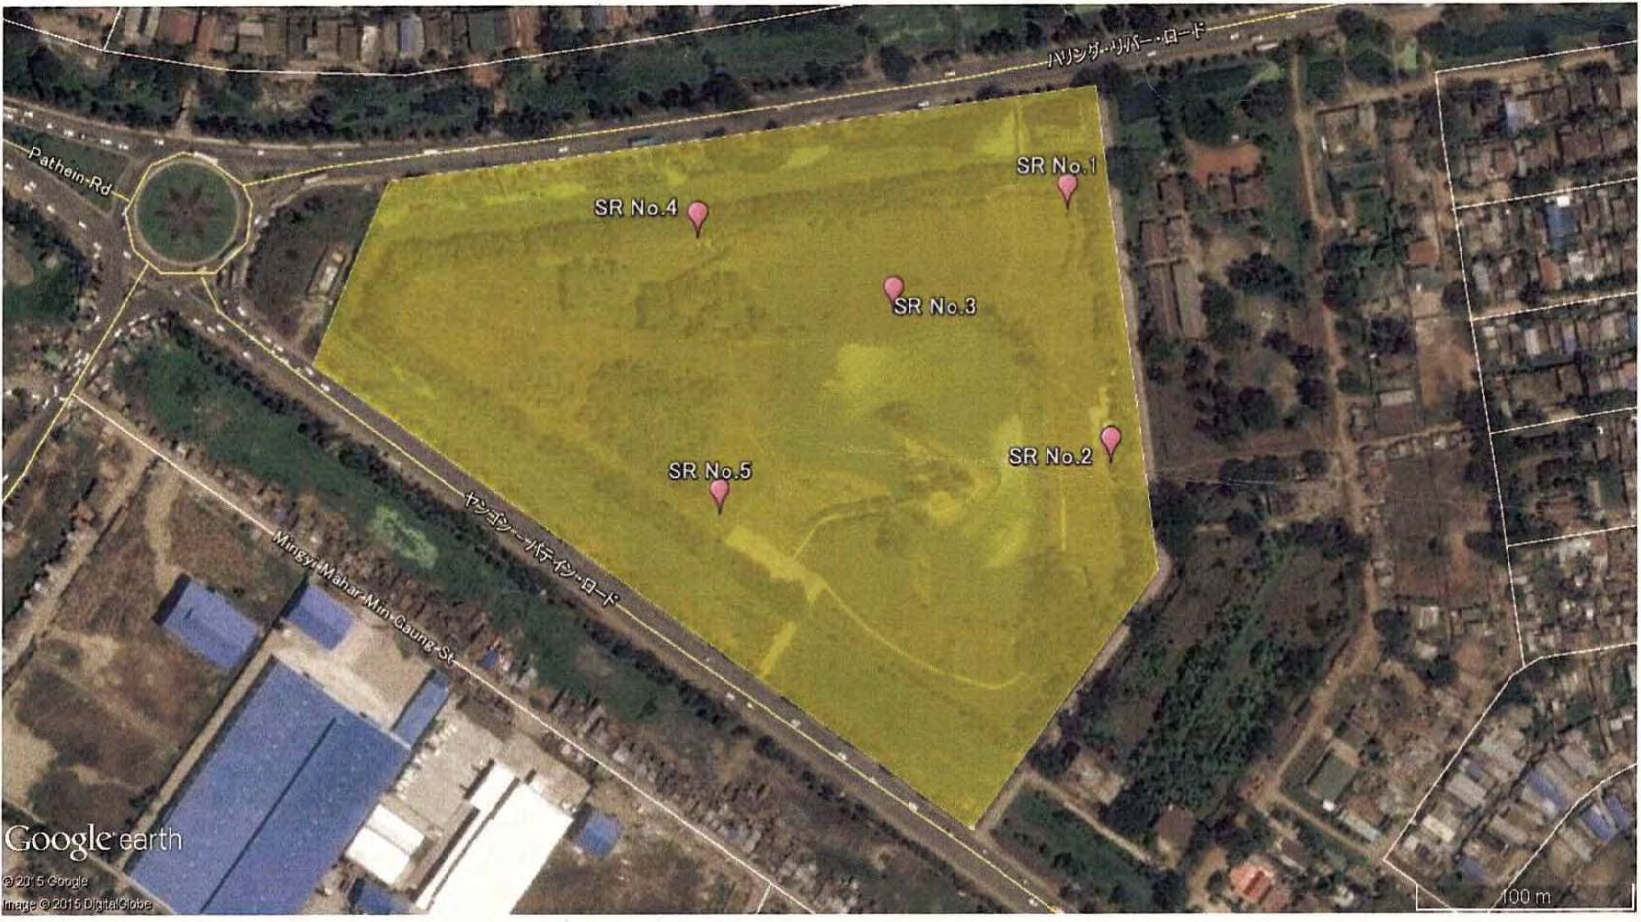 ハリンダ・リバー・ロード
Pathein Rd
SR No.1
SR No.4
SR No.3
SR No.2
SR No.5
ヤンゴン–パテイン・ロード
Mingyi Mahar Min Gaung St
Google earth
© 2015 Google
Image © 2015 DigitalGlobe
100 m